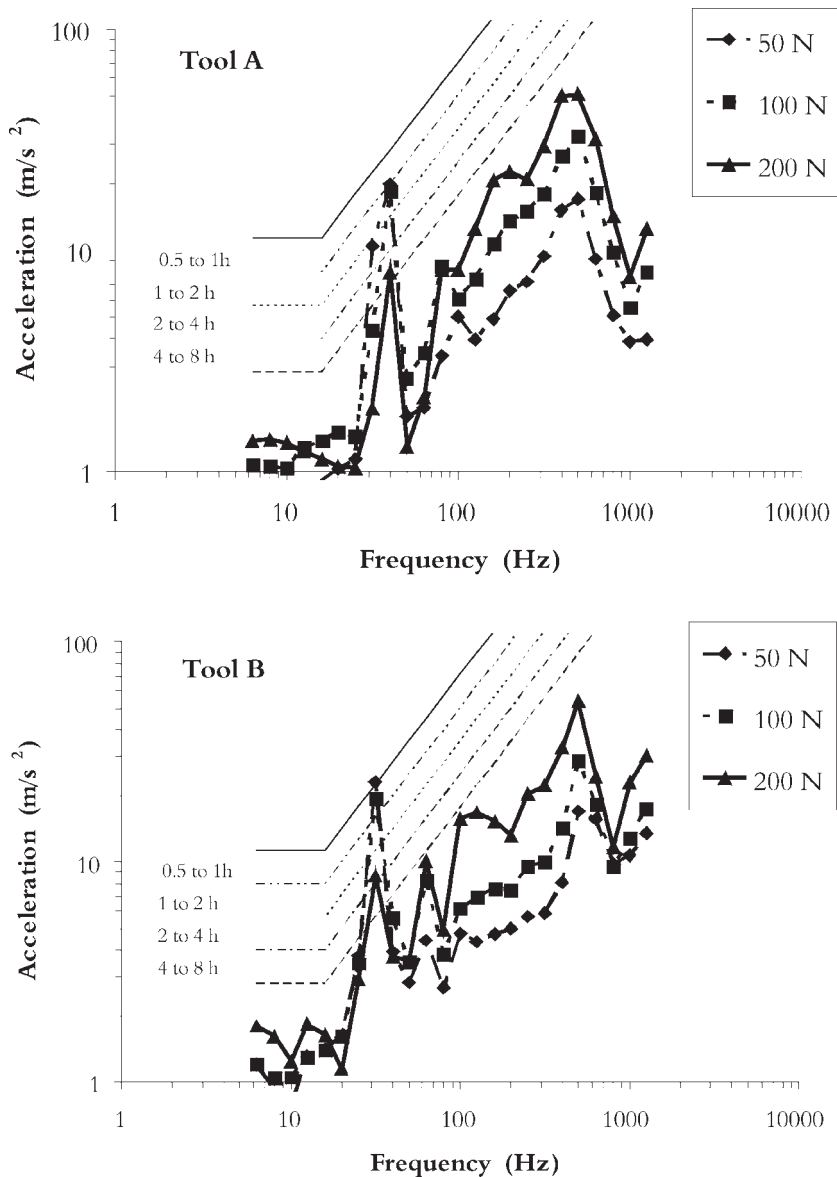 Tool A
100
10
1
Acceleration (m/s²)
0.5 to 1h
1 to 2 h
2 to 4 h
4 to 8 h
1
10
100
1000
10000
Frequency (Hz)
50 N
100 N
200 N
Tool B
100
10
1
Acceleration (m/s²)
0.5 to 1h
1 to 2 h
2 to 4 h
4 to 8 h
1
10
100
1000
10000
Frequency (Hz)
50 N
100 N
200 N